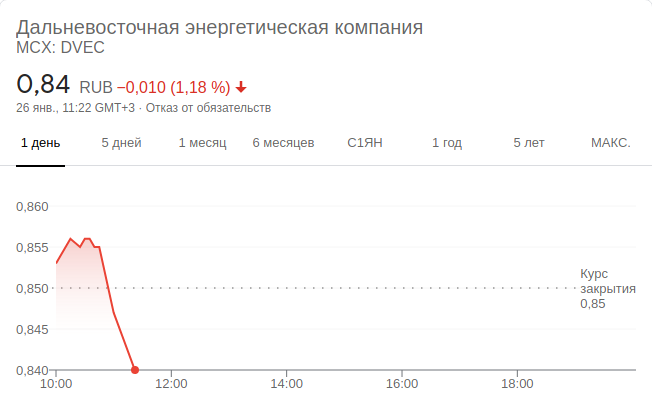 Дальневосточная энергетическая компания
MCX: DVEC
0,84 RUB −0,010 (1,18 %)
26 янв., 11:22 GMT+3 · Отказ от обязательств
1 день 5 дней 1 месяц 6 месяцев С1ЯН 1 год 5 лет МАКС.
0,860
0,855
0,850
0,845
0,840
Курс
закрытия
0,85
10:00 12:00 14:00 16:00 18:00